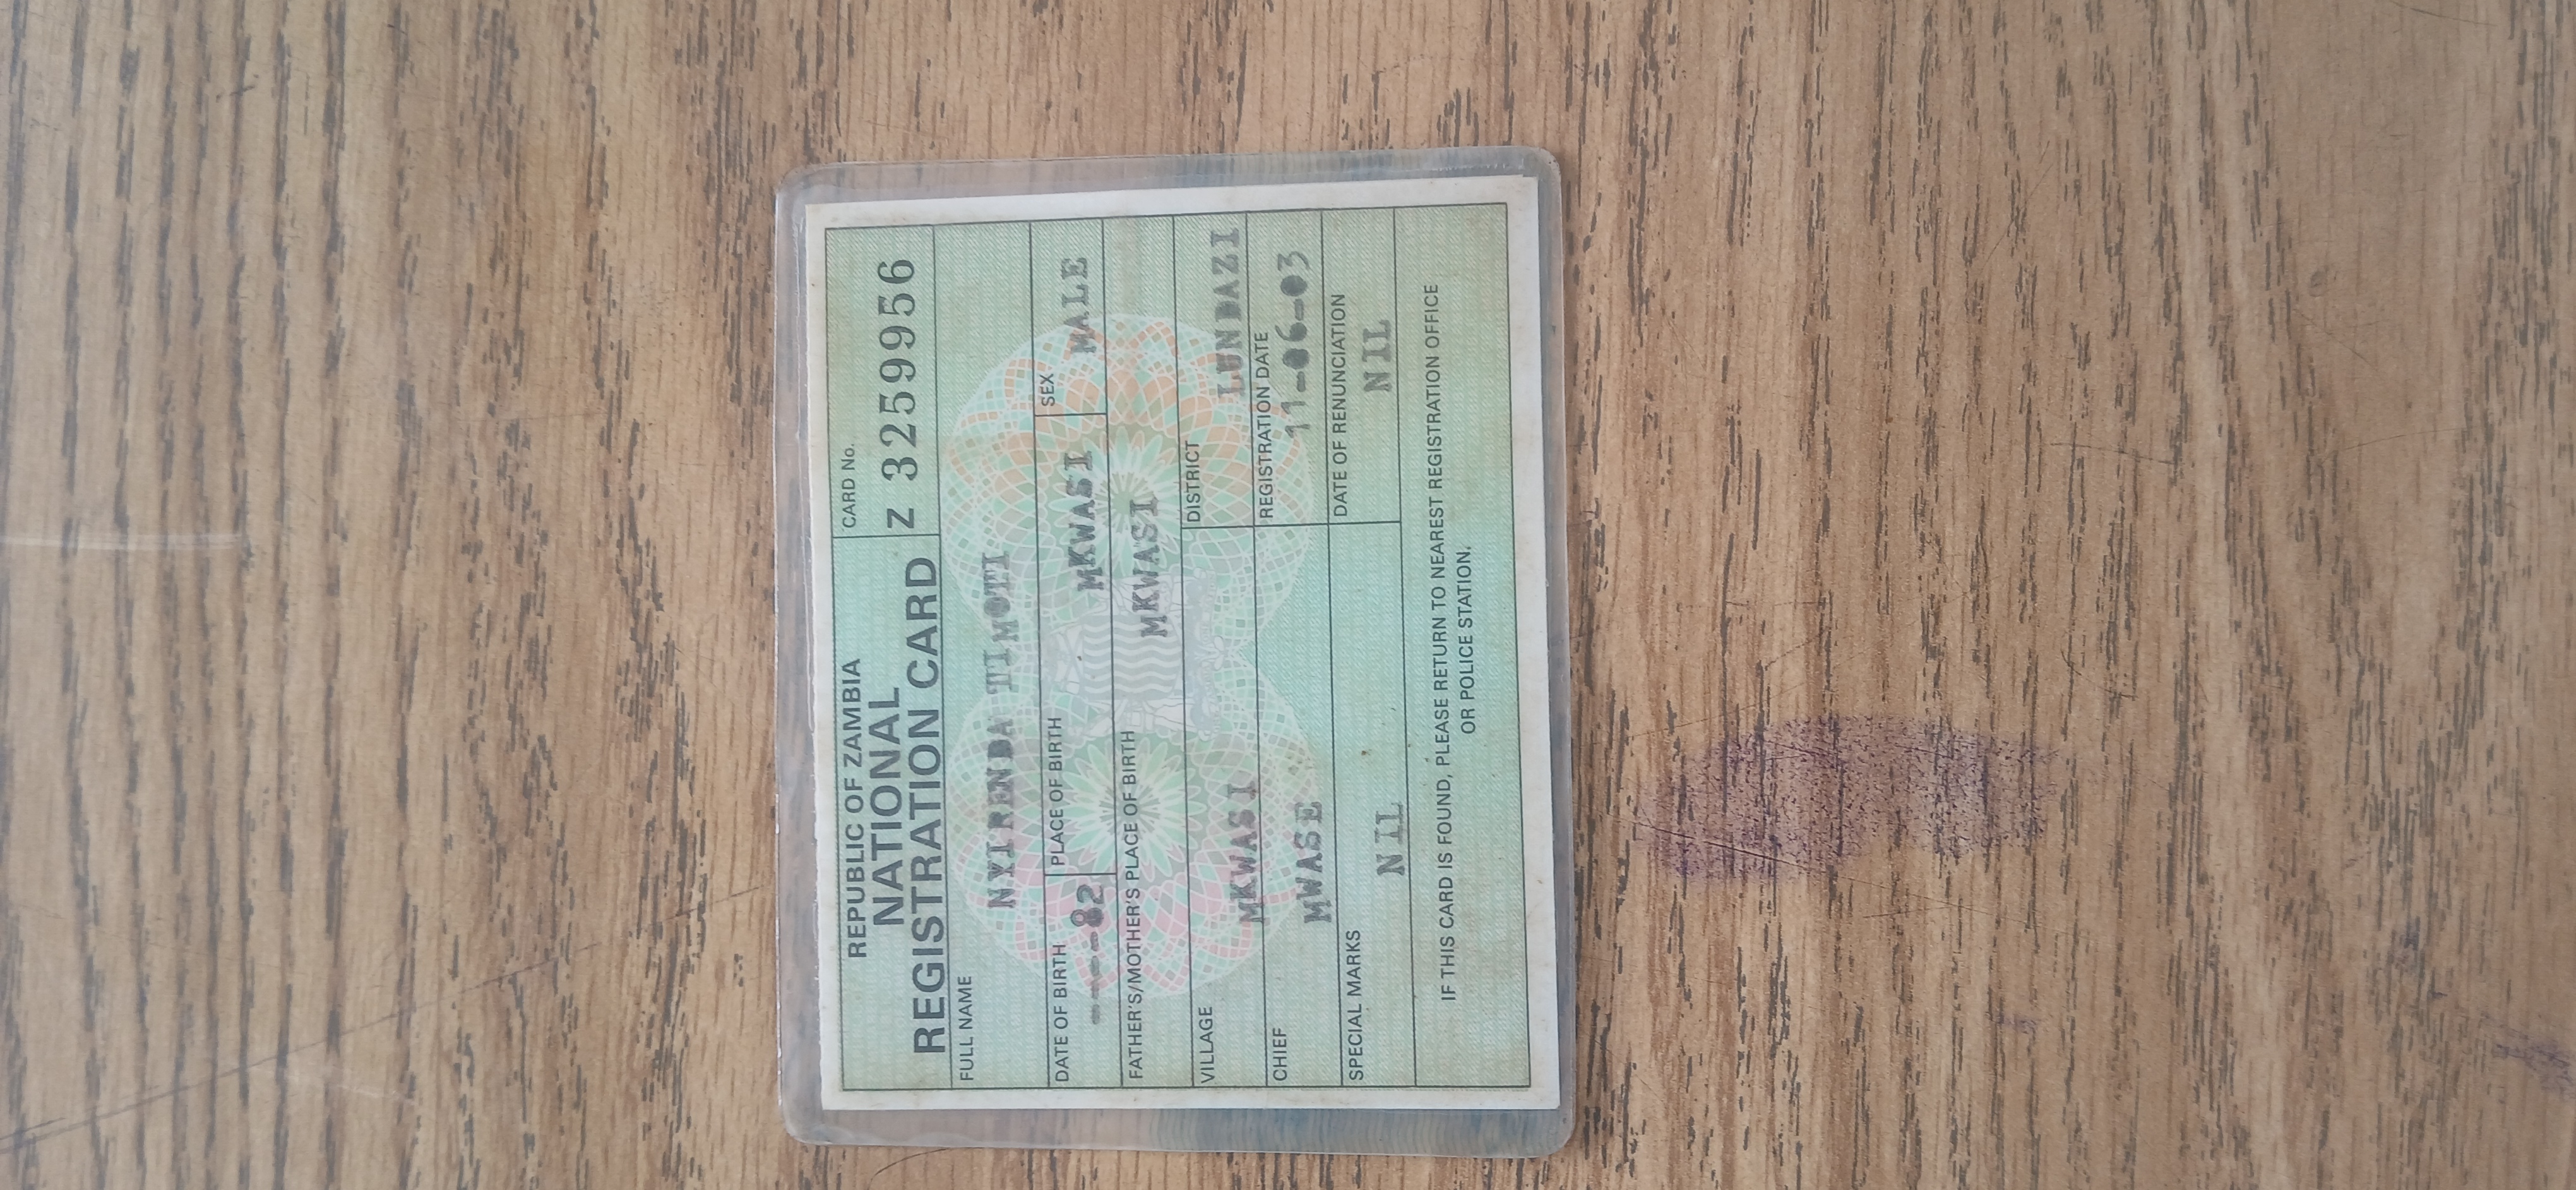 REPUBLIC OF ZAMBIA
NATIONAL
REGISTRATION CARD
CARD No.
Z 3259956
FULL NAME
NYIRENDA TIMOTI
DATE OF BIRTH
-----82
PLACE OF BIRTH
MKWASI
SEX
MALE
FATHER'S/MOTHER'S PLACE OF BIRTH
MKWASI
VILLAGE
MKWASI
DISTRICT
LUNDAZI
CHIEF
MWASE
REGISTRATION DATE
11-06-03
SPECIAL MARKS
NIL
DATE OF RENUNCIATION
NIL
IF THIS CARD IS FOUND, PLEASE RETURN TO NEAREST REGISTRATION OFFICE
OR POLICE STATION.